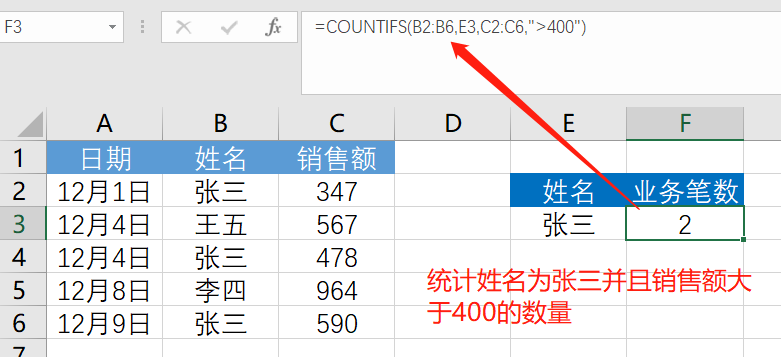 F3 fx =COUNTIFS(B2:B6,E3,C2:C6,">400")
A B C D E F
1 日期 姓名 销售额
2 12月1日 张三 347 姓名 业务笔数
3 12月4日 王五 567 张三 2
4 12月4日 张三 478
5 12月8日 李四 964
6 12月9日 张三 590
统计姓名为张三并且销售额大
于400的数量
7